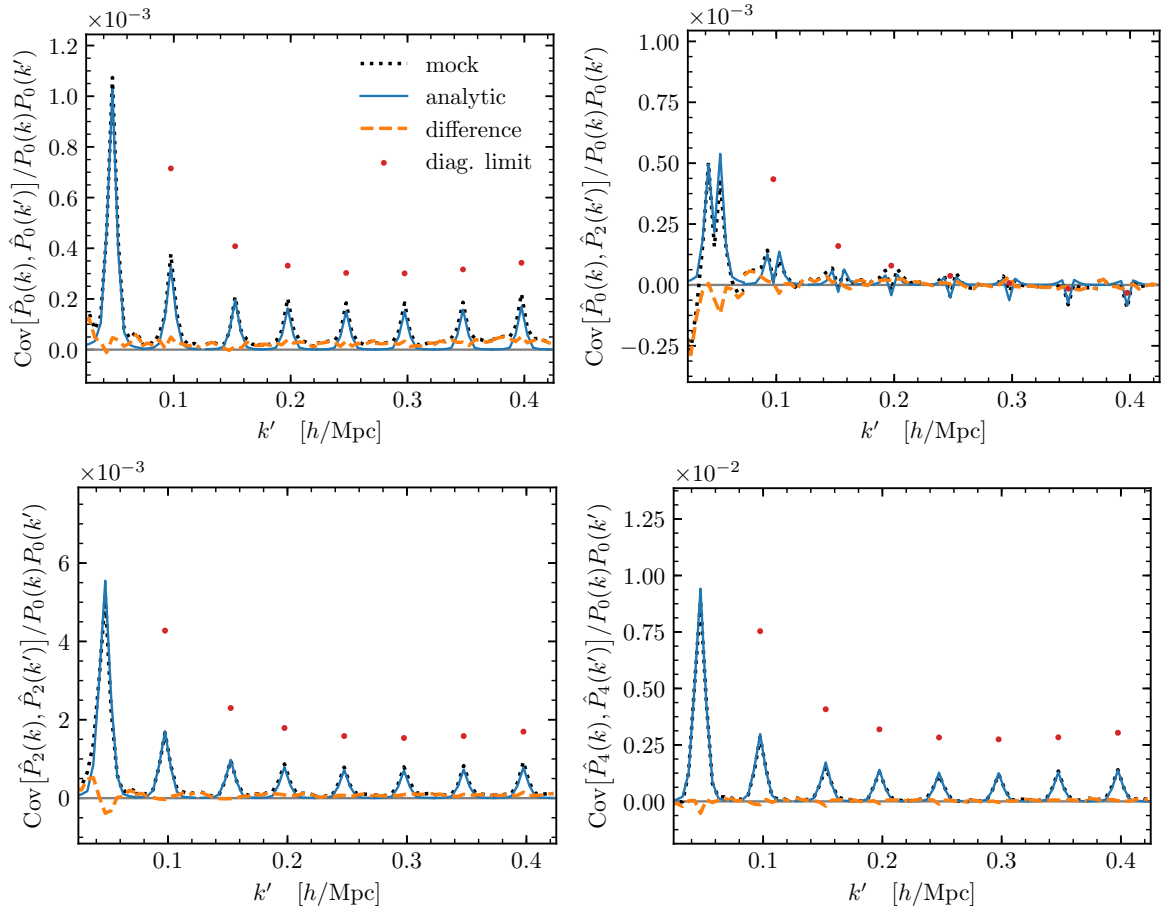 ×10⁻³
Cov[P̂₀(k), P̂₀(k′)]/P₀(k)P₀(k′)
1.2
1.0
0.8
0.6
0.4
0.2
0.0
mock
analytic
difference
diag. limit
0.1 0.2 0.3 0.4
k′ [h/Mpc]
×10⁻³
Cov[P̂₀(k), P̂₂(k′)]/P₀(k)P₀(k′)
1.00
0.75
0.50
0.25
0.00
−0.25
0.1 0.2 0.3 0.4
k′ [h/Mpc]
×10⁻³
Cov[P̂₂(k), P̂₂(k′)]/P₀(k)P₀(k′)
6
4
2
0
0.1 0.2 0.3 0.4
k′ [h/Mpc]
×10⁻²
Cov[P̂₄(k), P̂₄(k′)]/P₀(k)P₀(k′)
1.25
1.00
0.75
0.50
0.25
0.00
0.1 0.2 0.3 0.4
k′ [h/Mpc]